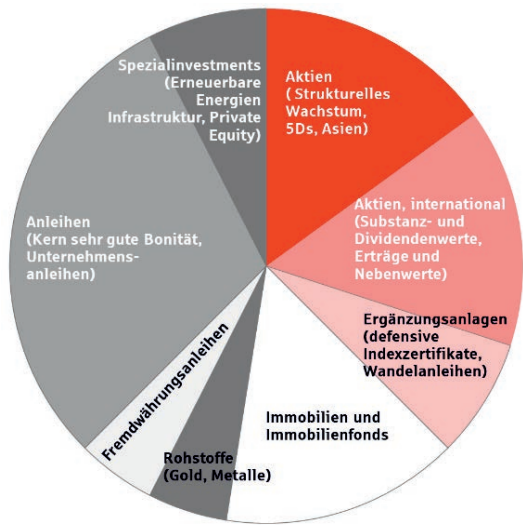 Spezialinvestments
(Erneuerbare
Energien
Infrastruktur, Private
Equity)
Aktien
( Strukturelles
Wachstum,
5Ds, Asien)
Aktien, international
(Substanz- und
Dividendenwerte,
Erträge und
Nebenwerte)
Anleihen
(Kern sehr gute Bonität,
Unternehmens-
anleihen)
Ergänzungsanlagen
(defensive
Indexzertifikate,
Wandelanleihen)
Fremdwährungsanleihen
Immobilien und
Immobilienfonds
Rohstoffe
(Gold, Metalle)